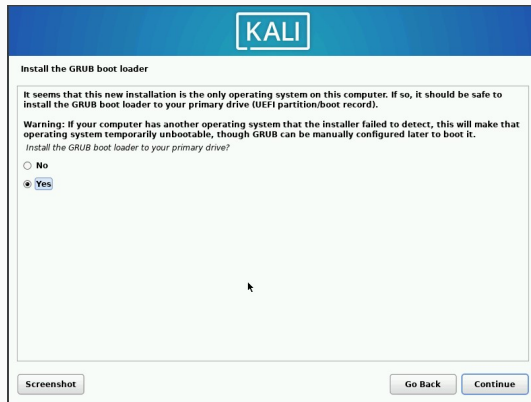 KALI
Install the GRUB boot loader
It seems that this new installation is the only operating system on this computer. If so, it should be safe to
install the GRUB boot loader to your primary drive (UEFI partition/boot record).
Warning: If your computer has another operating system that the installer failed to detect, this will make that
operating system temporarily unbootable, though GRUB can be manually configured later to boot it.
Install the GRUB boot loader to your primary drive?
No
Yes
Screenshot
Go Back
Continue